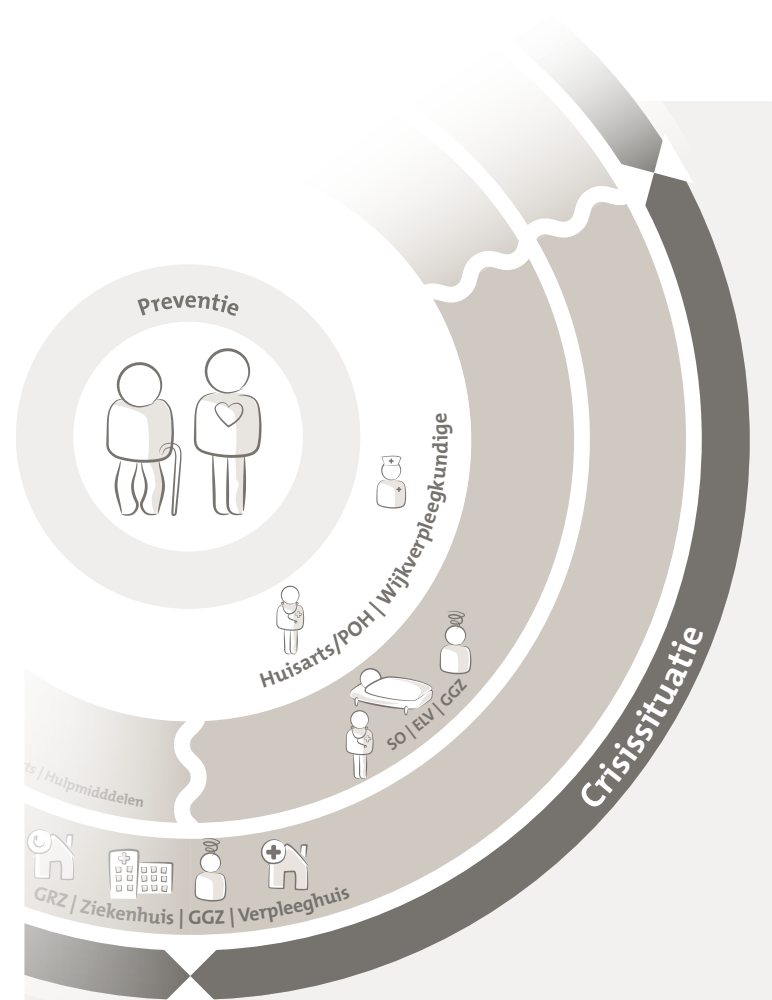 Preventie
Huisarts/POH | Wijkverpleegkundige
SO | ELV | GGZ
Crisissituatie
| Hulpmidddelen
GRZ | Ziekenhuis | GGZ | Verpleeghuis